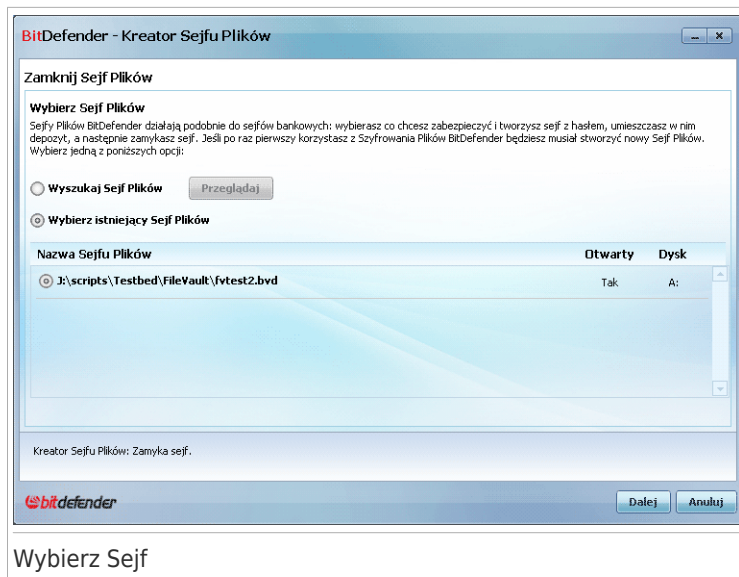 BitDefender - Kreator Sejfu Plików
Zamknij Sejf Plików
Wybierz Sejf Plików
Sejfy Plików BitDefender działają podobnie do sejfów bankowych: wybierasz co chcesz zabezpieczyć i tworzysz sejf z hasłem, umieszczasz w nim
depozyt, a następnie zamykasz sejf. Jeśli po raz pierwszy korzystasz z Szyfrowania Plików BitDefender będziesz musiał stworzyć nowy Sejf Plików.
Wybierz jedną z poniższych opcji:
Wyszukaj Sejf Plików Przeglądaj
Wybierz istniejący Sejf Plików
Nazwa Sejfu Plików Otwarty Dysk
J:\scripts\Testbed\FileVault\fvtest2.bvd Tak A:
Kreator Sejfu Plików: Zamyka sejf.
bitdefender Dalej Anuluj
Wybierz Sejf